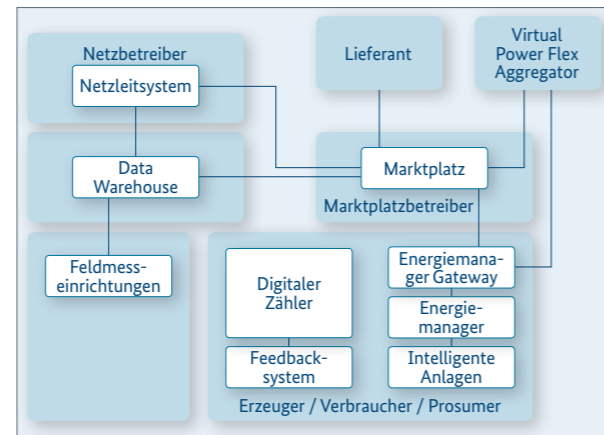 Netzbetreiber
Netzleitsystem
Lieferant
Virtual
Power Flex
Aggregator
Data
Warehouse
Marktplatz
Marktplatzbetreiber
Feldmess-
einrichtungen
Digitaler
Zähler
Feedback-
system
Energiemana-
ger Gateway
Energie-
manager
Intelligente
Anlagen
Erzeuger / Verbraucher / Prosumer